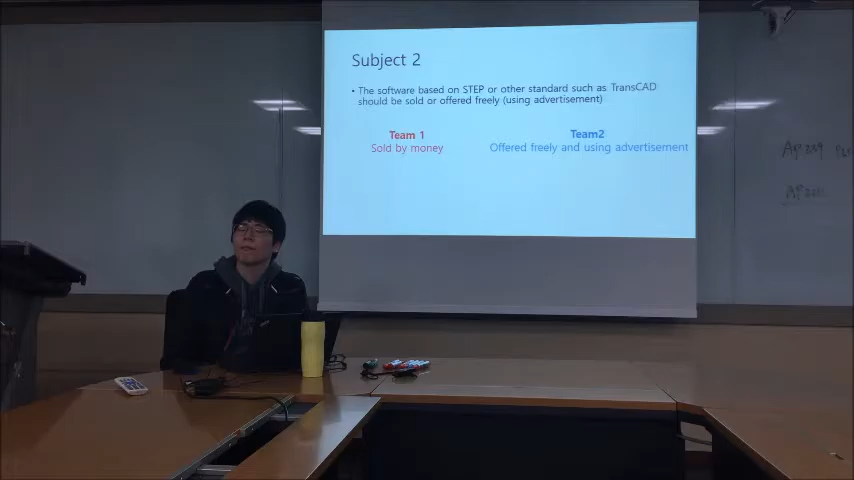 Subject 2
• The software based on STEP or other standard such as TransCAD
should be sold or offered freely (using advertisement)
Team 1
Sold by money
Team2
Offered freely and using advertisement